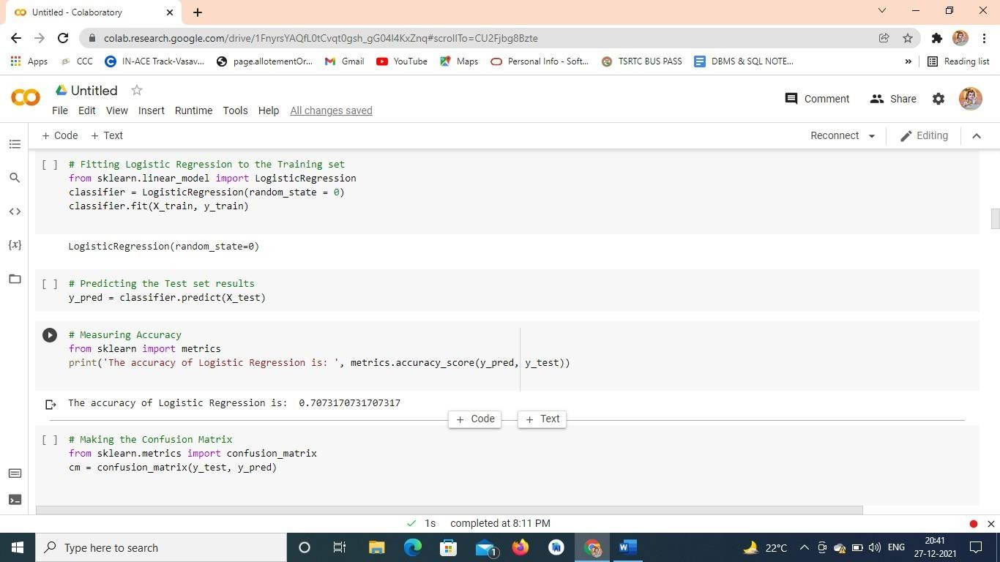 Untitled - Colaboratory
colab.research.google.com/drive/1FnyrsYAQfL0tCvqt0gsh_gG04l4KxZnq#scrollTo=CU2Fjbg8Bzte
Apps CCC IN-ACE Track-Vasav... page.allotementOr... Gmail YouTube Maps Personal Info - Soft... TSRTC BUS PASS DBMS & SQL NOTE... » Reading list
Untitled
Comment Share
File Edit View Insert Runtime Tools Help All changes saved
+ Code + Text Reconnect Editing
[ ] # Fitting Logistic Regression to the Training set
from sklearn.linear_model import LogisticRegression
classifier = LogisticRegression(random_state = 0)
classifier.fit(X_train, y_train)
LogisticRegression(random_state=0)
[ ] # Predicting the Test set results
y_pred = classifier.predict(X_test)
# Measuring Accuracy
from sklearn import metrics
print('The accuracy of Logistic Regression is: ', metrics.accuracy_score(y_pred, y_test))
The accuracy of Logistic Regression is:  0.7073170731707317
+ Code + Text
[ ] # Making the Confusion Matrix
from sklearn.metrics import confusion_matrix
cm = confusion_matrix(y_test, y_pred)
1s completed at 8:11 PM
Type here to search
1
W
22°C
ENG
20:41
27-12-2021